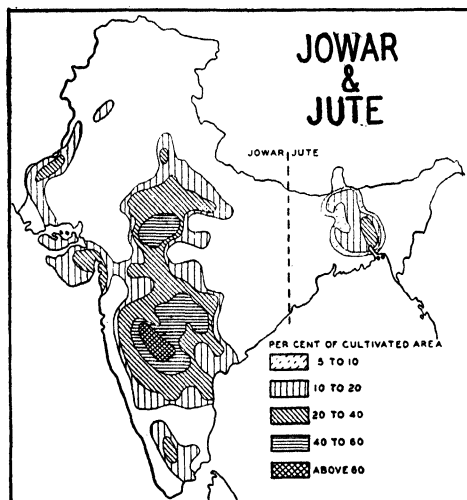 JOWAR
&
JUTE
JOWAR JUTE
PER CENT OF CULTIVATED AREA
5 TO 10
10 TO 20
20 TO 40
40 TO 60
ABOVE 60